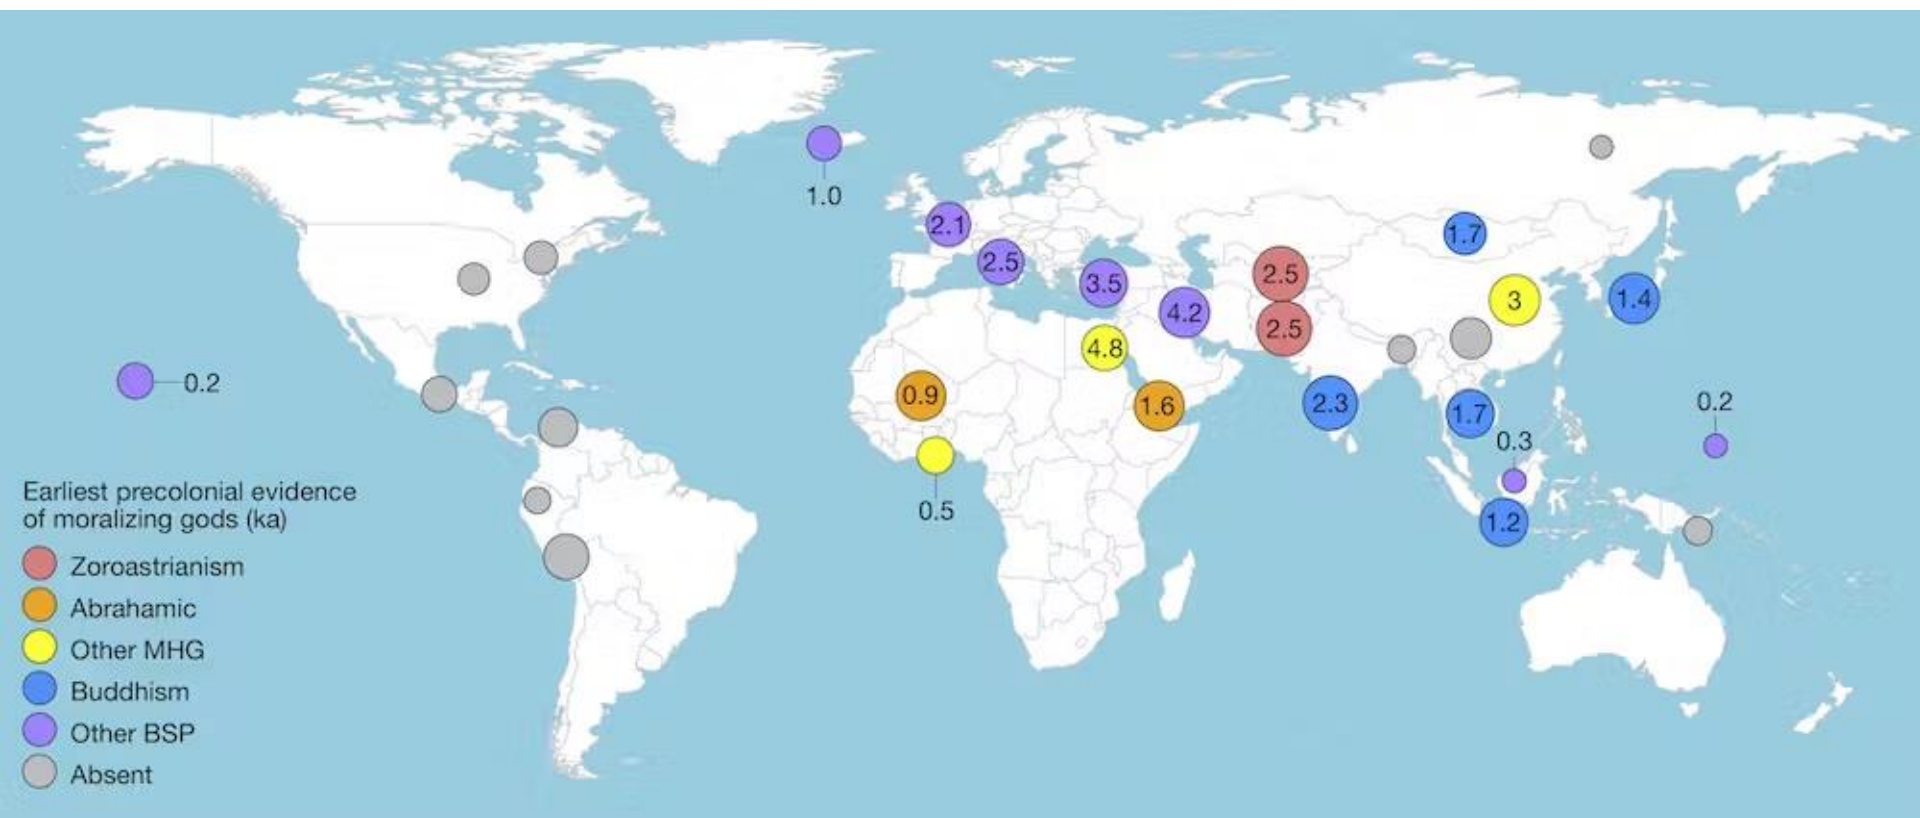 1.0
2.1
1.7
2.5
2.5
3.5
3
1.4
4.2
2.5
4.8
0.2
0.9
1.6
2.3
0.2
1.7
0.3
0.5
1.2
Earliest precolonial evidence
of moralizing gods (ka)
Zoroastrianism
Abrahamic
Other MHG
Buddhism
Other BSP
Absent